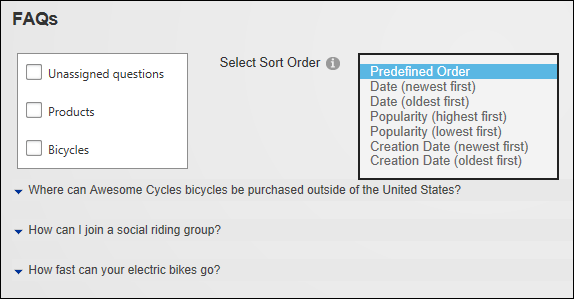 FAQs
Unassigned questions
Products
Bicycles
Select Sort Order
Predefined Order
Date (newest first)
Date (oldest first)
Popularity (highest first)
Popularity (lowest first)
Creation Date (newest first)
Creation Date (oldest first)
Where can Awesome Cycles bicycles be purchased outside of the United States?
How can I join a social riding group?
How fast can your electric bikes go?